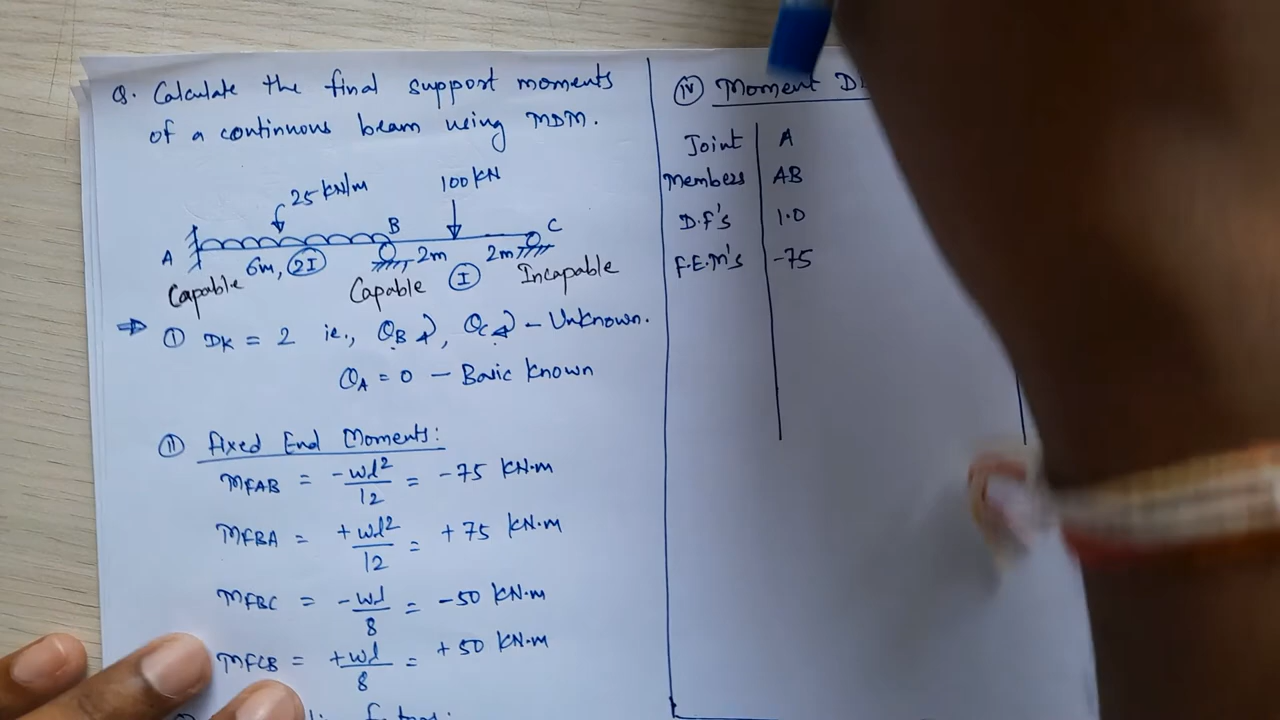 Q. Calculate the final support moments
of a continuous beam using MDM.
25 kN/m
100 kN
A
B
C
6m, 2I
2m
2m
Capable
Capable
I
Incapable
⇒ I DK = 2 ie., θB, θC - Unknown.
θA = 0 - Basic known
II Fixed End Moments:
MFAB = -wl²/12 = -75 kN·m
MFBA = +wl²/12 = +75 kN·m
MFBC = -wl/8 = -50 kN·m
MFCB = +wl/8 = +50 kN·m
IV Moment
Joint A
Members AB
D.F's 1.0
F.E.M's -75